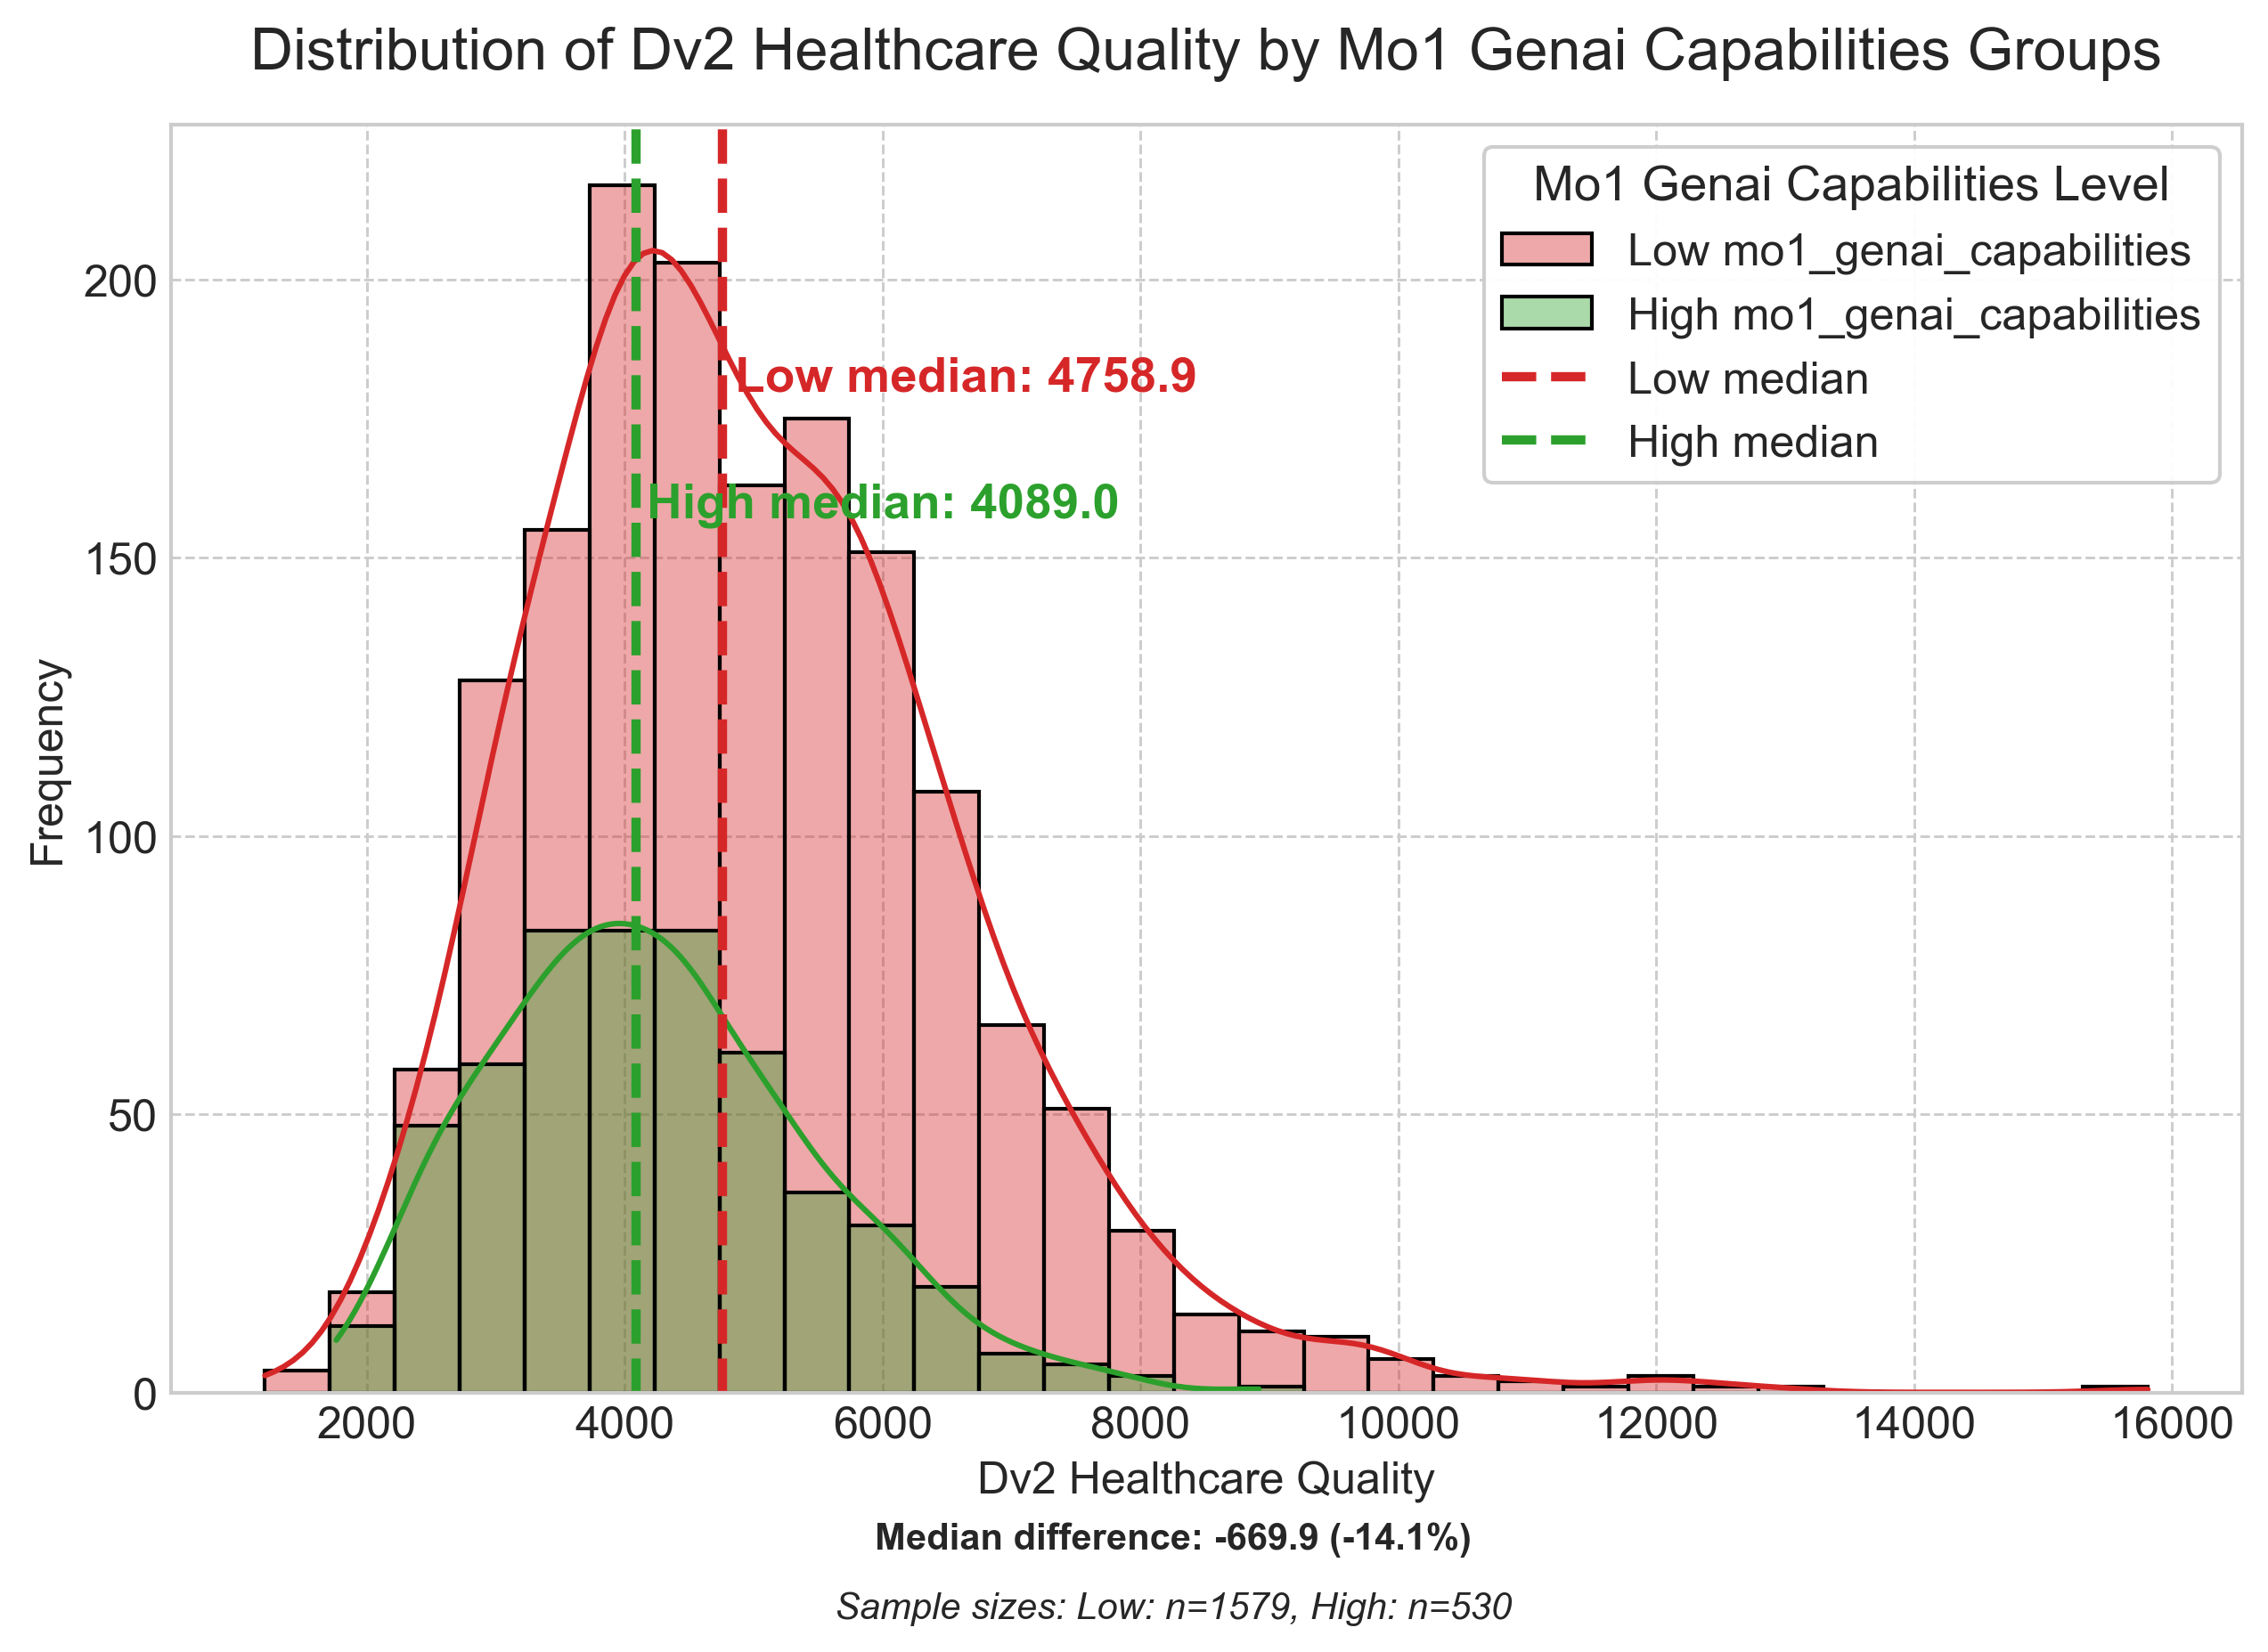 Distribution of Dv2 Healthcare Quality by Mo1 Genai Capabilities Groups
Mo1 Genai Capabilities Level
Low mo1_genai_capabilities
High mo1_genai_capabilities
Low median
High median
Low median: 4758.9
High median: 4089.0
Frequency
200
150
100
50
0
2000 4000 6000 8000 10000 12000 14000 16000
Dv2 Healthcare Quality
Median difference: -669.9 (-14.1%)
Sample sizes: Low: n=1579, High: n=530